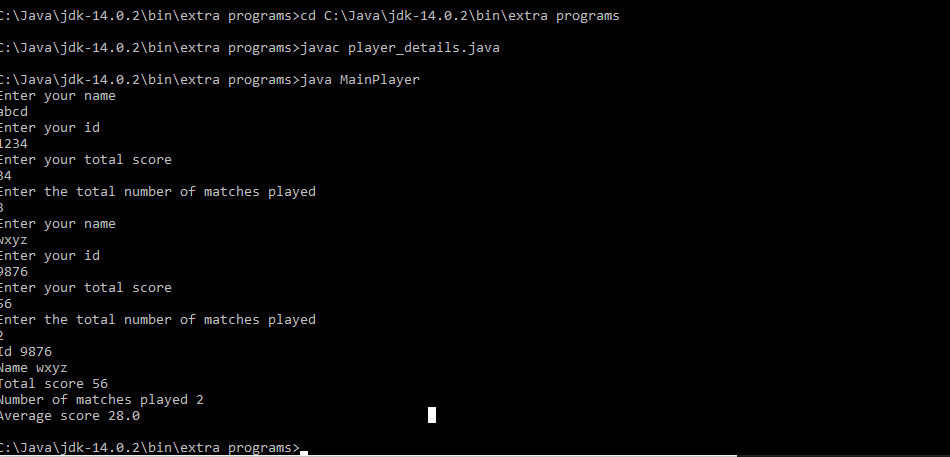 C:\Java\jdk-14.0.2\bin\extra programs>cd C:\Java\jdk-14.0.2\bin\extra programs
C:\Java\jdk-14.0.2\bin\extra programs>javac player_details.java
C:\Java\jdk-14.0.2\bin\extra programs>java MainPlayer
Enter your name
abcd
Enter your id
1234
Enter your total score
34
Enter the total number of matches played
3
Enter your name
wxyz
Enter your id
9876
Enter your total score
56
Enter the total number of matches played
2
Id 9876
Name wxyz
Total score 56
Number of matches played 2
Average score 28.0
C:\Java\jdk-14.0.2\bin\extra programs>